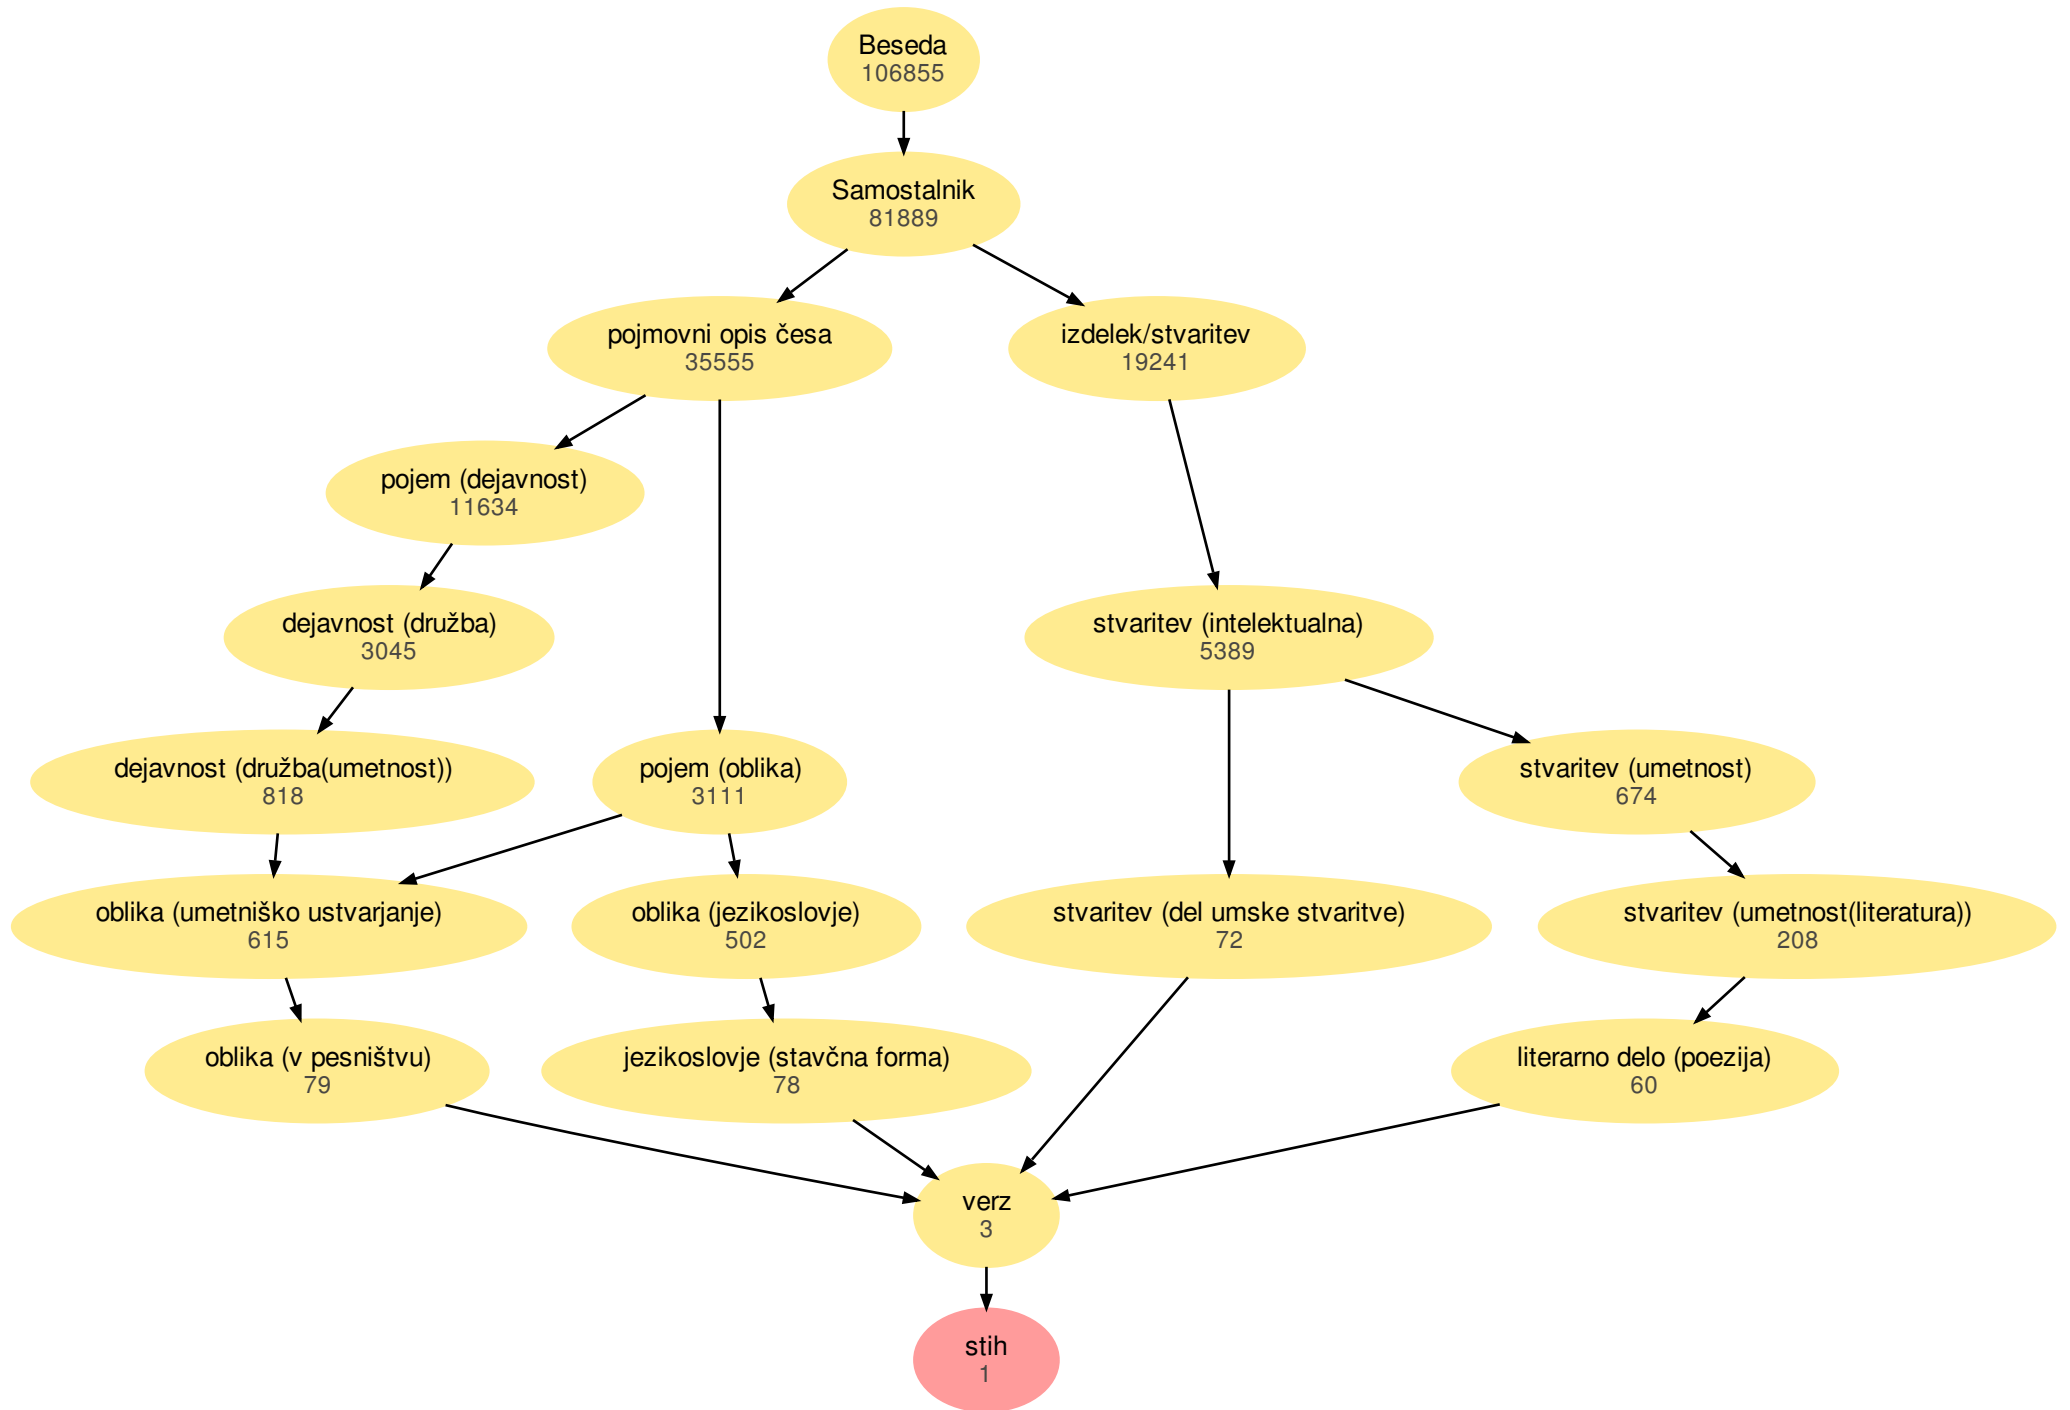 Beseda
106855
Samostalnik
81889
pojmovni opis česa
35555
izdelek/stvaritev
19241
pojem (dejavnost)
11634
dejavnost (družba)
3045
stvaritev (intelektualna)
5389
dejavnost (družba(umetnost))
818
pojem (oblika)
3111
stvaritev (umetnost)
674
oblika (umetniško ustvarjanje)
615
oblika (jezikoslovje)
502
stvaritev (del umske stvaritve)
72
stvaritev (umetnost(literatura))
208
oblika (v pesništvu)
79
jezikoslovje (stavčna forma)
78
literarno delo (poezija)
60
verz
3
stih
1